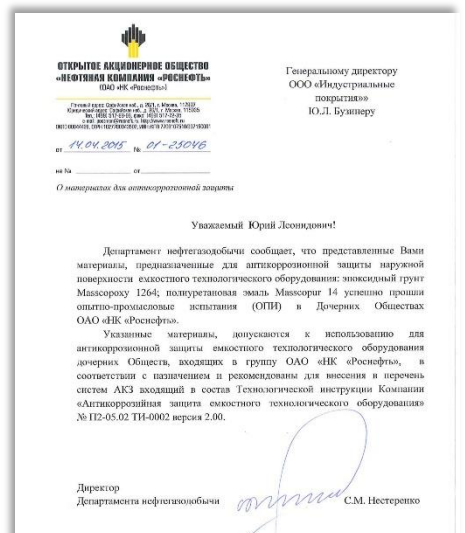 ОТКРЫТОЕ АКЦИОНЕРНОЕ ОБЩЕСТВО
«НЕФТЯНАЯ КОМПАНИЯ «РОСНЕФТЬ»
(ОАО «НК «Роснефть»)
от 14.04.2015 № 01-25046
на № от
О материалах для антикоррозионной защиты
Генеральному директору
ООО «Индустриальные
покрытия»»
Ю.Л. Бузинеру
Уважаемый Юрий Леонидович!
Департамент нефтегазодобычи сообщает, что представленные Вами
материалы, предназначенные для антикоррозионной защиты наружной
поверхности емкостного технологического оборудования: эпоксидный грунт
Masscopoxy 1264; полиуретановая эмаль Masscopur 14 успешно прошли
опытно-промысловые испытания (ОПИ) в Дочерних Обществах
ОАО «НК «Роснефть».
Указанные материалы, допускаются к использованию для
антикоррозионной защиты емкостного технологического оборудования
дочерних Обществ, входящих в группу ОАО «НК «Роснефть», в
соответствии с назначением и рекомендованы для внесения в перечень
систем АКЗ входящий в состав Технологической инструкции Компании
«Антикоррозийная защита емкостного технологического оборудования»
№ П2-05.02 ТИ-0002 версия 2.00.
Директор
Департамента нефтегазодобычи С.М. Нестеренко